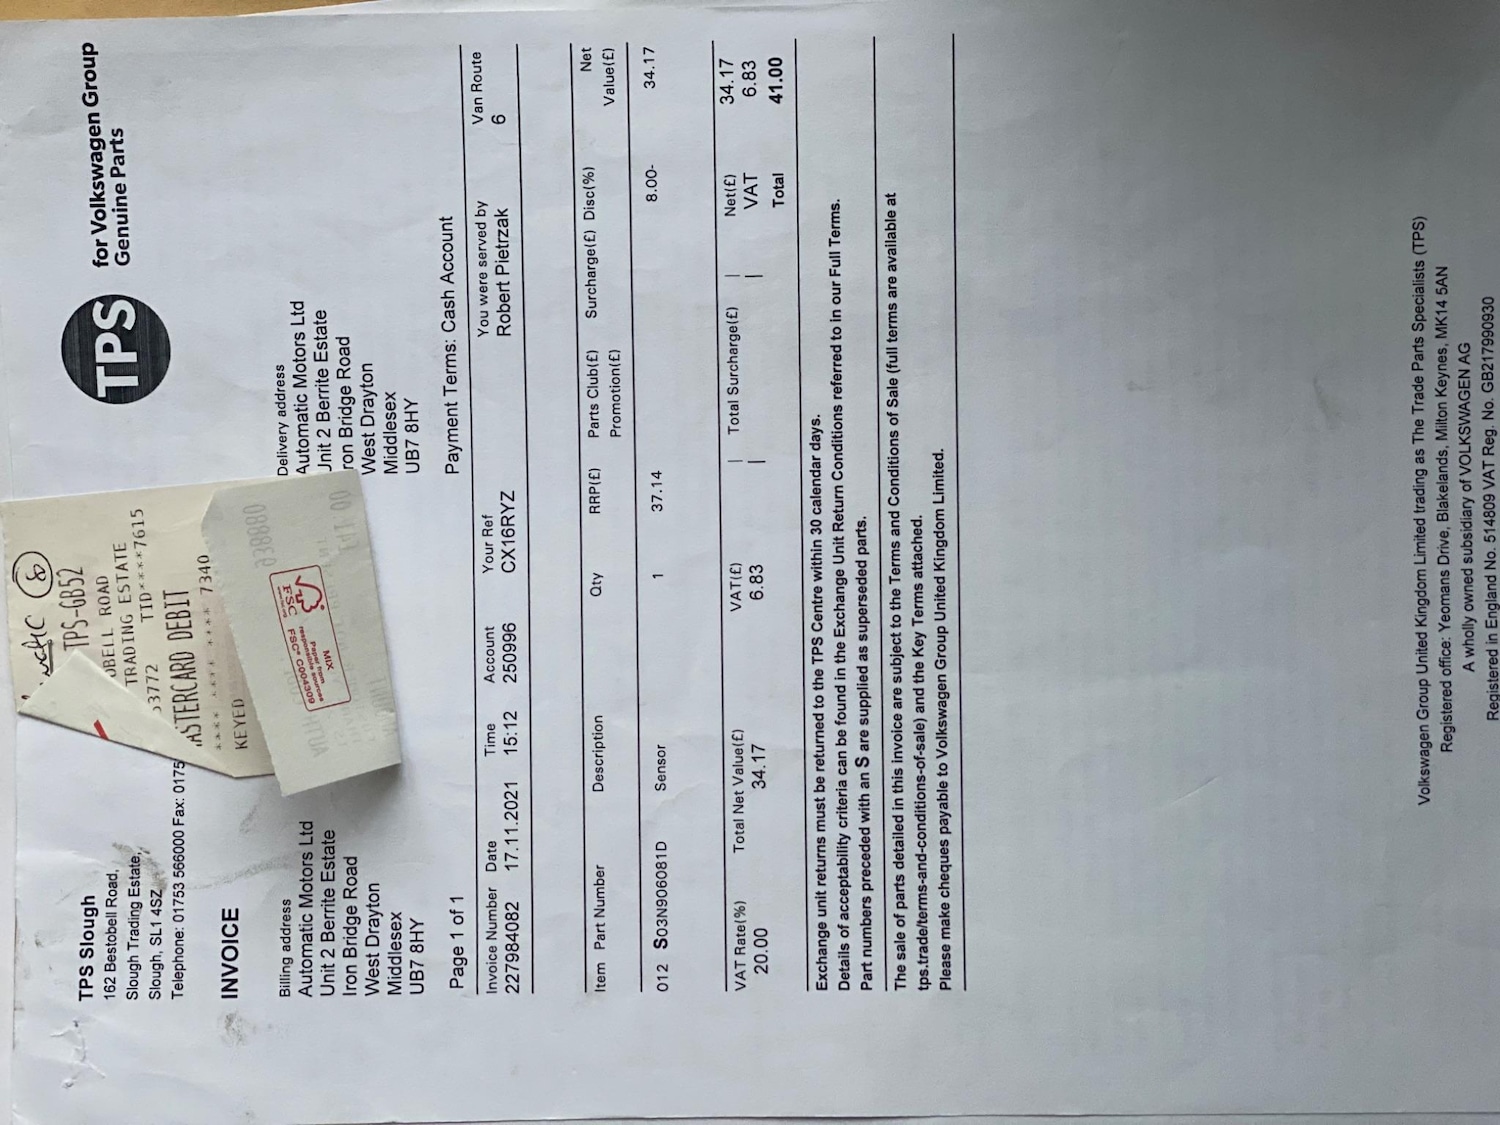 TPS Slough
162 Bestobell Road,
Slough Trading Estate,
Slough, SL1 4SZ
Telephone: 01753 566000 Fax: 0175
TPS
for Volkswagen Group
Genuine Parts
8
TPS-GB52
OBELL ROAD
TRADING ESTATE
33772 TID****7615
ASTERCARD DEBIT
**** **** **** 7340
KEYED
FSC
MIX
Paper from
responsible sources
FSC® C004309
INVOICE
Billing address
Automatic Motors Ltd
Unit 2 Berrite Estate
Iron Bridge Road
West Drayton
Middlesex
UB7 8HY
Delivery address
Automatic Motors Ltd
Unit 2 Berrite Estate
ron Bridge Road
West Drayton
Middlesex
UB7 8HY
Page 1 of 1 Payment Terms: Cash Account
Invoice Number Date Time Account Your Ref You were served by Van Route
227984082 17.11.2021 15:12 250996 CX16RYZ Robert Pietrzak 6
Item Part Number Description Qty RRP(£) Parts Club(£) Surcharge(£) Disc(%) Net
Promotion(£) Value(£)
012 S03N906081D Sensor 1 37.14 8.00- 34.17
VAT Rate(%) Total Net Value(£) VAT(£) | Total Surcharge(£) | Net(£) 34.17
20.00 34.17 6.83 | | VAT 6.83
Total 41.00
Exchange unit returns must be returned to the TPS Centre within 30 calendar days.
Details of acceptability criteria can be found in the Exchange Unit Return Conditions referred to in our Full Terms.
Part numbers preceded with an S are supplied as superseded parts.
The sale of parts detailed in this invoice are subject to the Terms and Conditions of Sale (full terms are available at
tps.trade/terms-and-conditions-of-sale) and the Key Terms attached.
Please make cheques payable to Volkswagen Group United Kingdom Limited.
Volkswagen Group United Kingdom Limited trading as The Trade Parts Specialists (TPS)
Registered office: Yeomans Drive, Blakelands, Milton Keynes, MK14 5AN
A wholly owned subsidiary of VOLKSWAGEN AG
Registered in England No. 514809 VAT Reg. No. GB217990930